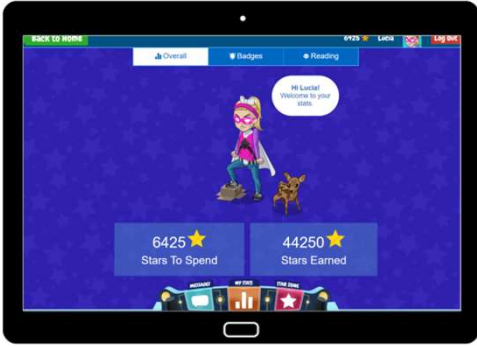 Back to Home
6425
Lucia
Log Out
Overall
Badges
Reading
Hi Lucia!
Welcome to your
stats.
6425
Stars To Spend
44250
Stars Earned
MESSAGES
MY STATS
STAR ZONE